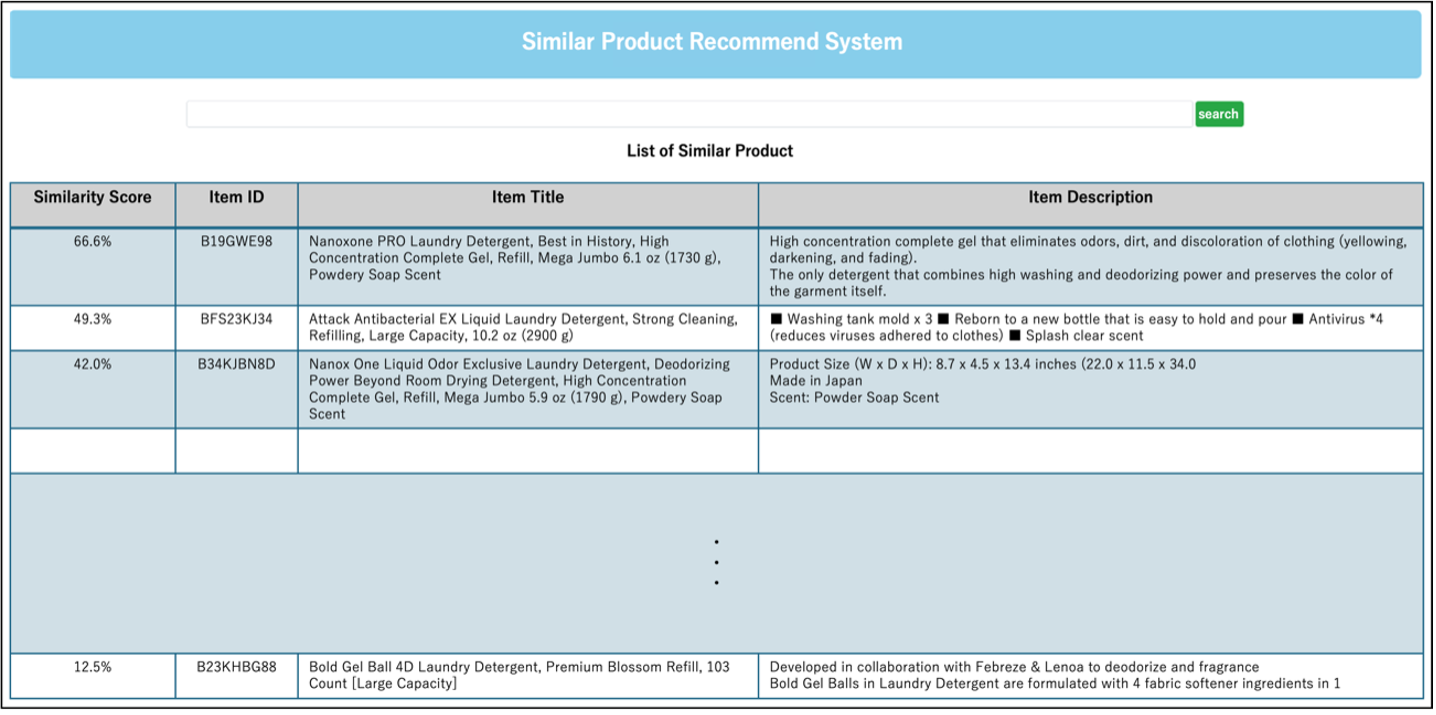 Similar Product Recommend System
search
List of Similar Product
Similarity Score Item ID Item Title Item Description
66.6% B19GWE98 Nanoxone PRO Laundry Detergent, Best in History, High High concentration complete gel that eliminates odors, dirt, and discoloration of clothing (yellowing,
Concentration Complete Gel, Refill, Mega Jumbo 6.1 oz (1730 g), darkening, and fading).
Powdery Soap Scent The only detergent that combines high washing and deodorizing power and preserves the color of
the garment itself.
49.3% BFS23KJ34 Attack Antibacterial EX Liquid Laundry Detergent, Strong Cleaning, ■ Washing tank mold x 3 ■ Reborn to a new bottle that is easy to hold and pour ■ Antivirus *4
Refilling, Large Capacity, 10.2 oz (2900 g) (reduces viruses adhered to clothes) ■ Splash clear scent
42.0% B34KJBN8D Nanox One Liquid Odor Exclusive Laundry Detergent, Deodorizing Product Size (W x D x H): 8.7 x 4.5 x 13.4 inches (22.0 x 11.5 x 34.0
Power Beyond Room Drying Detergent, High Concentration Made in Japan
Complete Gel, Refill, Mega Jumbo 5.9 oz (1790 g), Powdery Soap Scent: Powder Soap Scent
Scent
12.5% B23KHBG88 Bold Gel Ball 4D Laundry Detergent, Premium Blossom Refill, 103 Developed in collaboration with Febreze & Lenoa to deodorize and fragrance
Count [Large Capacity] Bold Gel Balls in Laundry Detergent are formulated with 4 fabric softener ingredients in 1